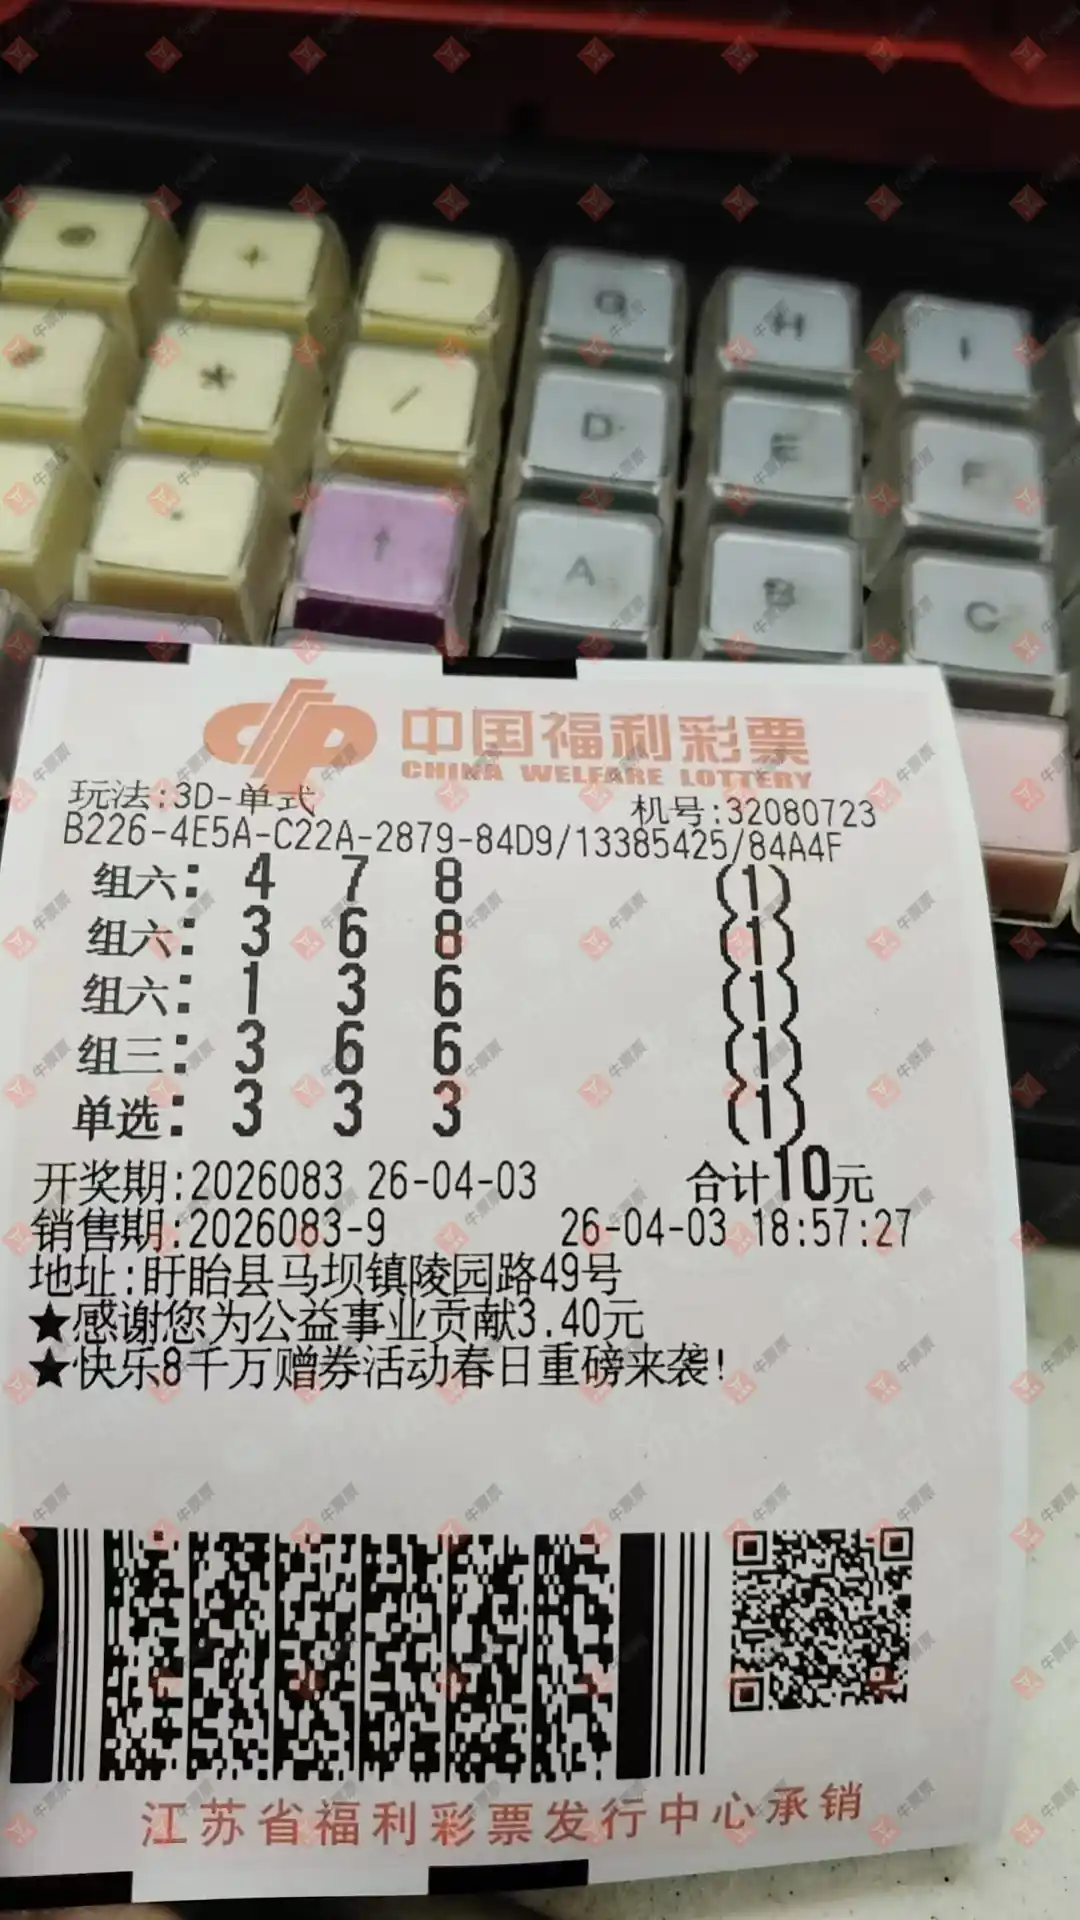 @ + -
G H I
* /
D E F
↑
A B C
中国福利彩票
CHINA WELFARE LOTTERY
玩法:3D-单式 机号:32080723
B226-4E5A-C22A-2879-84D9/13385425/84A4F
组六: 4 7 8 (1)
组六: 3 6 8 (1)
组六: 1 3 6 (1)
组三: 3 6 6 (1)
单选: 3 3 3 (1)
开奖期:2026083 26-04-03 合计10元
销售期:2026083-9 26-04-03 18:57:27
地址:盱眙县马坝镇陵园路49号
★感谢您为公益事业贡献3.40元
★快乐8千万赠券活动春日重磅来袭!
江苏省福利彩票发行中心承销
牛票票